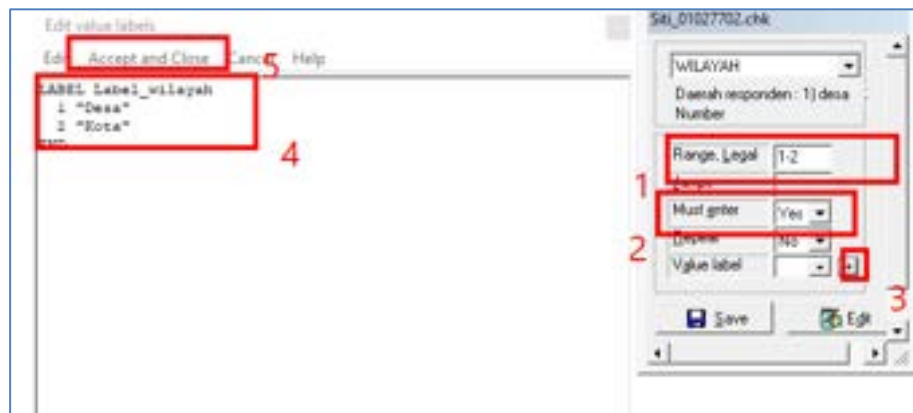 Edit value labels
Edit Accept and Close Cancel Help
5
LABEL Label_wilayah
1 "Desa"
2 "Kota"
END
4
Siti_01027702.chk
WILAYAH
Daerah responden : 1) desa :
Number
Range, Legal 1-2
1
Must enter Yes
2
Repeat No
Value label +
3
Save Edit